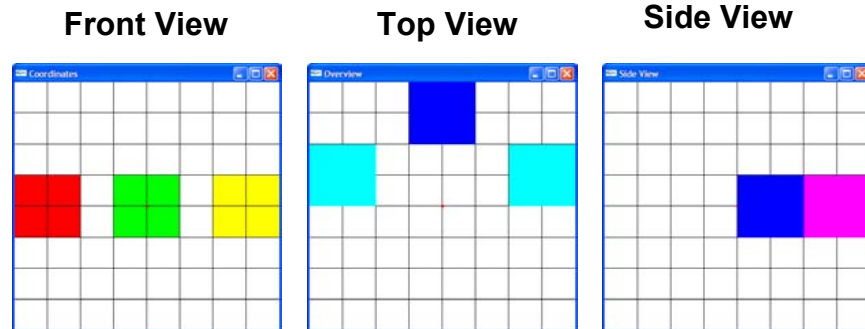 Front View
Top View
Side View
Coordinates
Overview
Side View